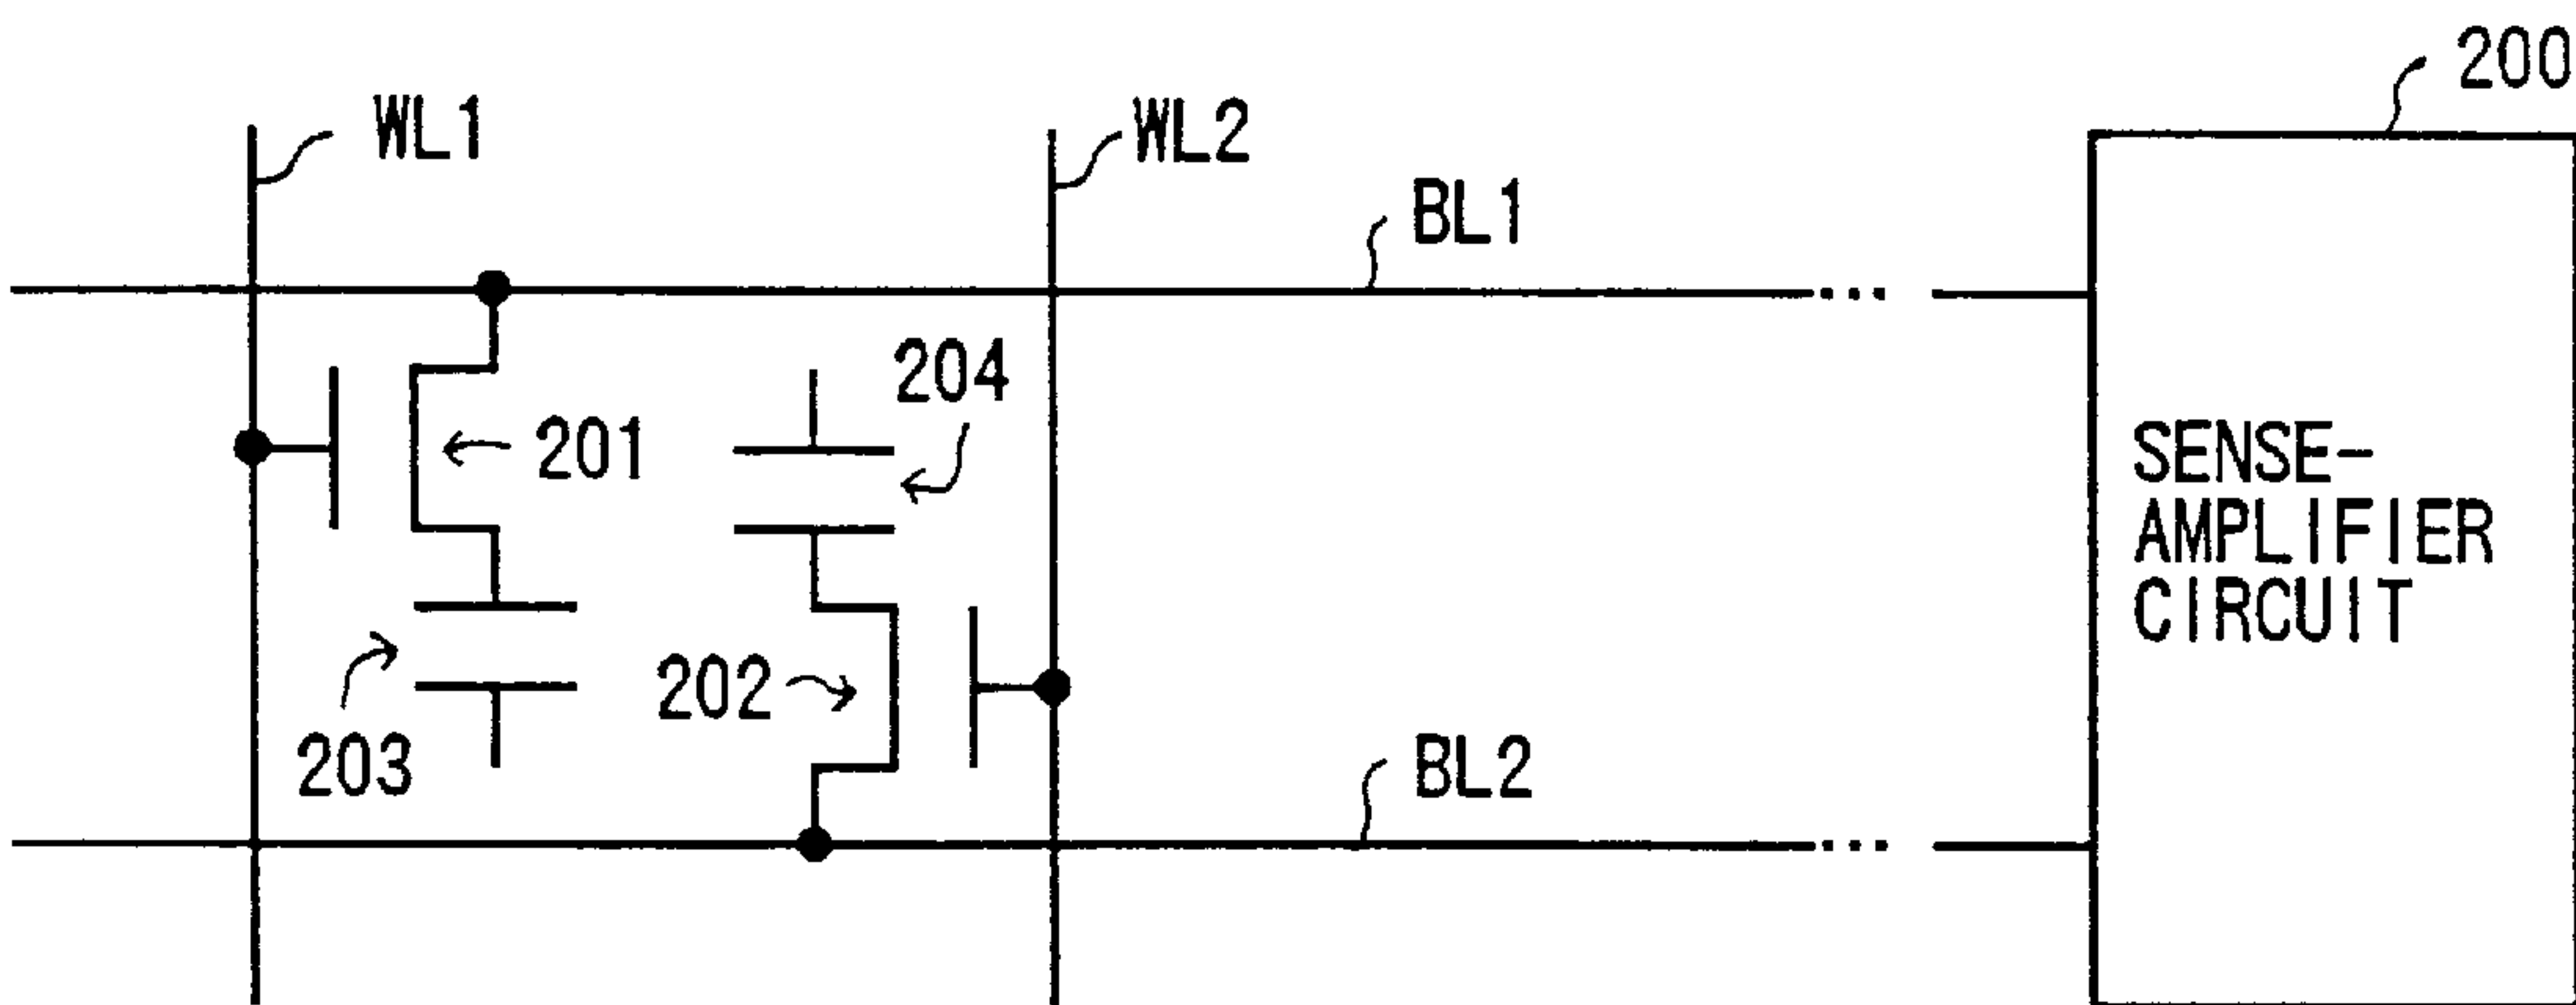 200
WL1
WL2
BL1
204
201
SENSE-
AMPLIFIER
CIRCUIT
202
203
BL2